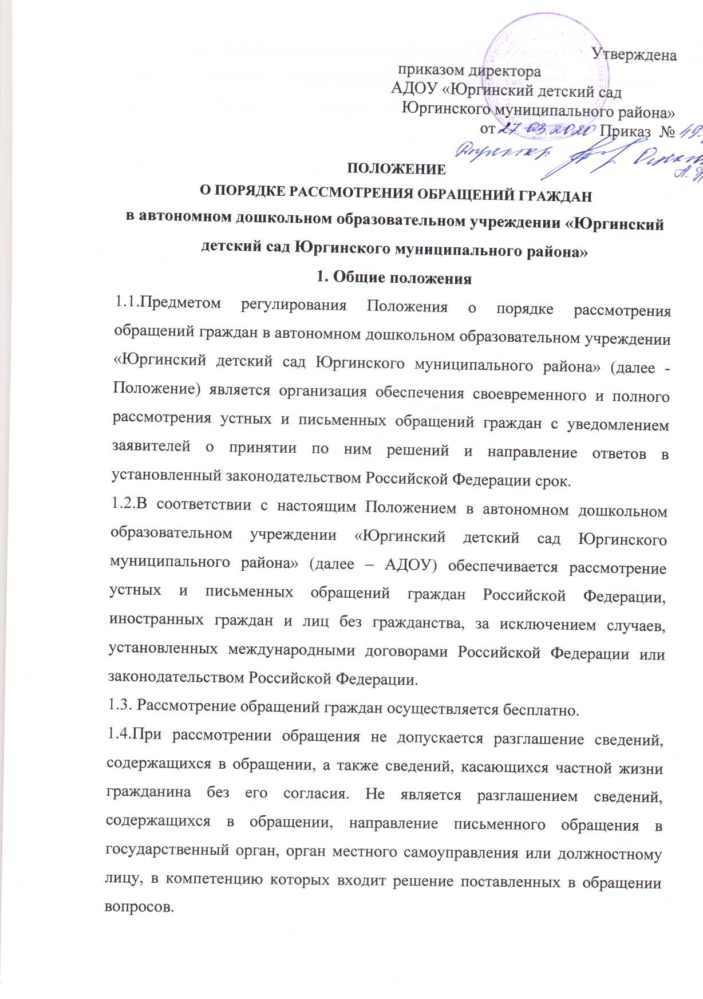 Утверждена
приказом директора
АДОУ «Юргинский детский сад
Юргинского муниципального района»
от 27 03.2020 Приказ № 49
Директор
ПОЛОЖЕНИЕ
О ПОРЯДКЕ РАССМОТРЕНИЯ ОБРАЩЕНИЙ ГРАЖДАН
в автономном дошкольном образовательном учреждении «Юргинский
детский сад Юргинского муниципального района»
1. Общие положения
1.1.Предметом регулирования Положения о порядке рассмотрения
обращений граждан в автономном дошкольном образовательном учреждении
«Юргинский детский сад Юргинского муниципального района» (далее -
Положение) является организация обеспечения своевременного и полного
рассмотрения устных и письменных обращений граждан с уведомлением
заявителей о принятии по ним решений и направление ответов в
установленный законодательством Российской Федерации срок.
1.2.В соответствии с настоящим Положением в автономном дошкольном
образовательном учреждении «Юргинский детский сад Юргинского
муниципального района» (далее – АДОУ) обеспечивается рассмотрение
устных и письменных обращений граждан Российской Федерации,
иностранных граждан и лиц без гражданства, за исключением случаев,
установленных международными договорами Российской Федерации или
законодательством Российской Федерации.
1.3. Рассмотрение обращений граждан осуществляется бесплатно.
1.4.При рассмотрении обращения не допускается разглашение сведений,
содержащихся в обращении, а также сведений, касающихся частной жизни
гражданина без его согласия. Не является разглашением сведений,
содержащихся в обращении, направление письменного обращения в
государственный орган, орган местного самоуправления или должностному
лицу, в компетенцию которых входит решение поставленных в обращении
вопросов.